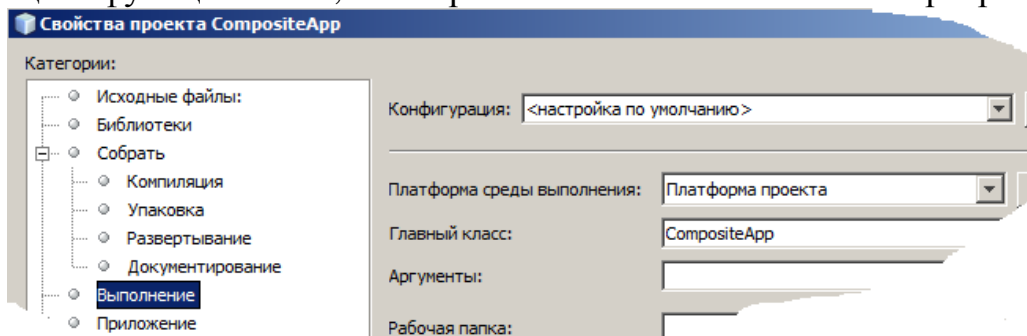 Свойства проекта CompositeApp
Категории:
Исходные файлы:
Библиотеки
Собрать
Компиляция
Упаковка
Развертывание
Документирование
Выполнение
Приложение
Конфигурация: <настройка по умолчанию>
Платформа среды выполнения: Платформа проекта
Главный класс: CompositeApp
Аргументы:
Рабочая папка: